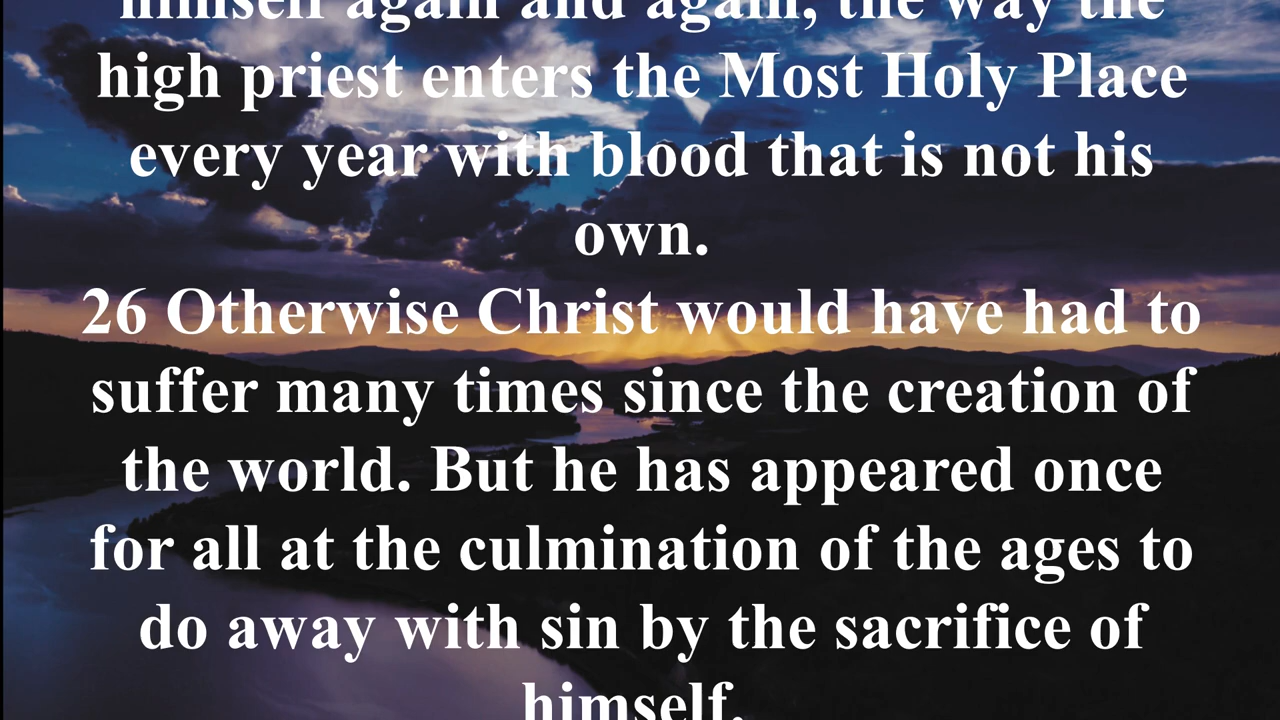 himself again and again, the way the
high priest enters the Most Holy Place
every year with blood that is not his
own.
26 Otherwise Christ would have had to
suffer many times since the creation of
the world. But he has appeared once
for all at the culmination of the ages to
do away with sin by the sacrifice of
himself.